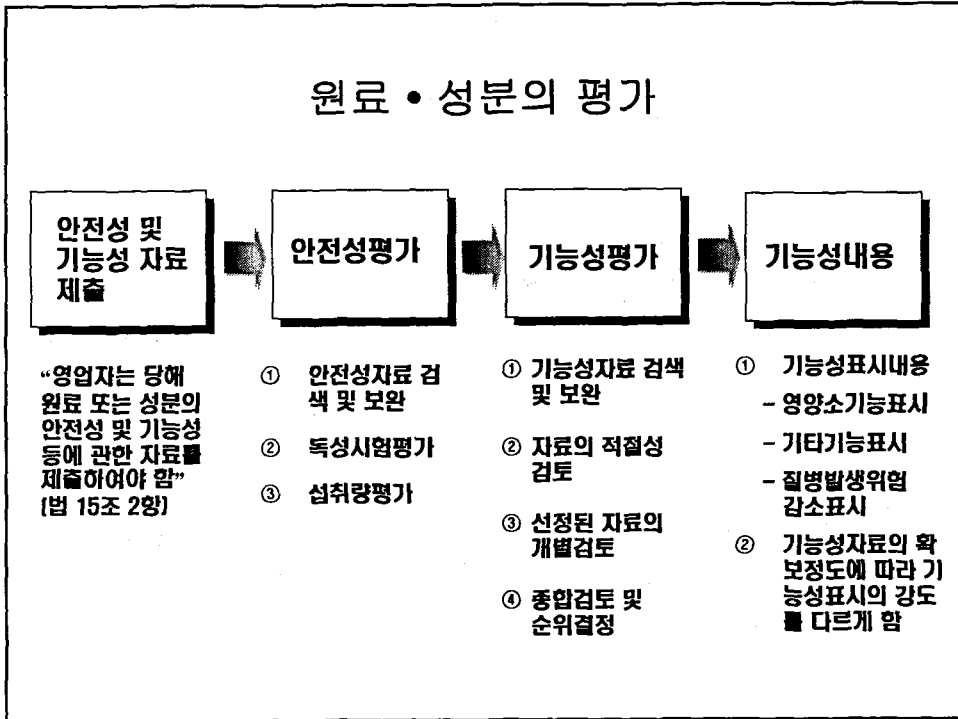 원료 • 성분의 평가
안전성 및
기능성 자료
제출
“영업자는 당해
원료 또는 성분의
안전성 및 기능성
등에 관한 자료를
제출하여야 함”
(법 15조 2항)
안전성평가
① 안전성자료 검
색 및 보완
② 독성시험평가
③ 섭취량평가
기능성평가
① 기능성자료 검색
및 보완
② 자료의 적절성
검토
③ 선정된 자료의
개별검토
④ 종합검토 및
순위결정
기능성내용
① 기능성표시내용
– 영양소기능표시
– 기타기능표시
– 질병발생위험
감소표시
② 기능성자료의 확
보정도에 따라 기
능성표시의 강도
를 다르게 함